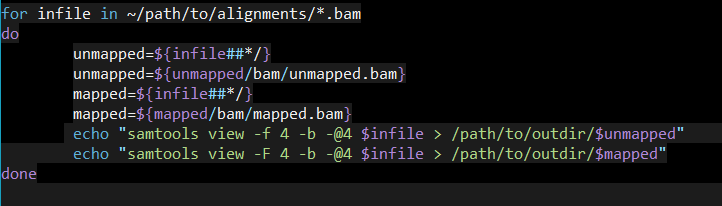 for infile in ~/path/to/alignments/*.bam
do
unmapped=${infile##*/}
unmapped=${unmapped/bam/unmapped.bam}
mapped=${infile##*/}
mapped=${mapped/bam/mapped.bam}
echo "samtools view -f 4 -b -@4 $infile > /path/to/outdir/$unmapped"
echo "samtools view -F 4 -b -@4 $infile > /path/to/outdir/$mapped"
done